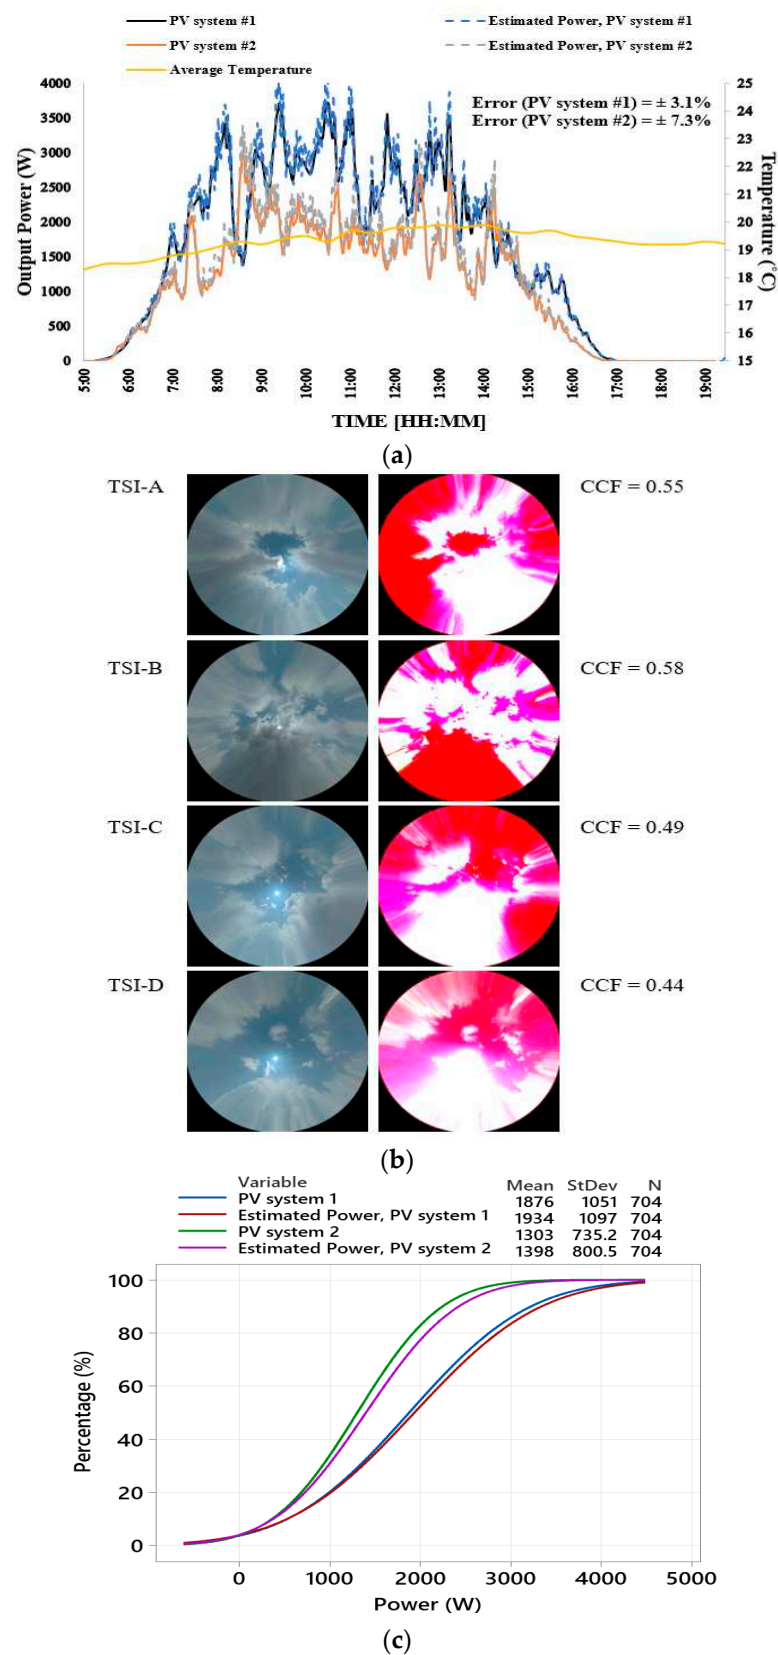 PV system #1 Estimated Power, PV system #1
PV system #2 Estimated Power, PV system #2
Average Temperature
Error (PV system #1) = ± 3.1%
Error (PV system #2) = ± 7.3%
Output Power (W)
4000
3500
3000
2500
2000
1500
1000
500
0
25
24
23
22
21
20
19
18
17
16
15
Temperature (°C)
5:00 6:00 7:00 8:00 9:00 10:00 11:00 12:00 13:00 14:00 15:00 16:00 17:00 18:00 19:00
TIME [HH:MM]
(a)
TSI-A CCF = 0.55
TSI-B CCF = 0.58
TSI-C CCF = 0.49
TSI-D CCF = 0.44
(b)
Variable Mean StDev N
PV system 1 1876 1051 704
Estimated Power, PV system 1 1934 1097 704
PV system 2 1303 735.2 704
Estimated Power, PV system 2 1398 800.5 704
Percentage (%)
100
80
60
40
20
0
0 1000 2000 3000 4000 5000
Power (W)
(c)